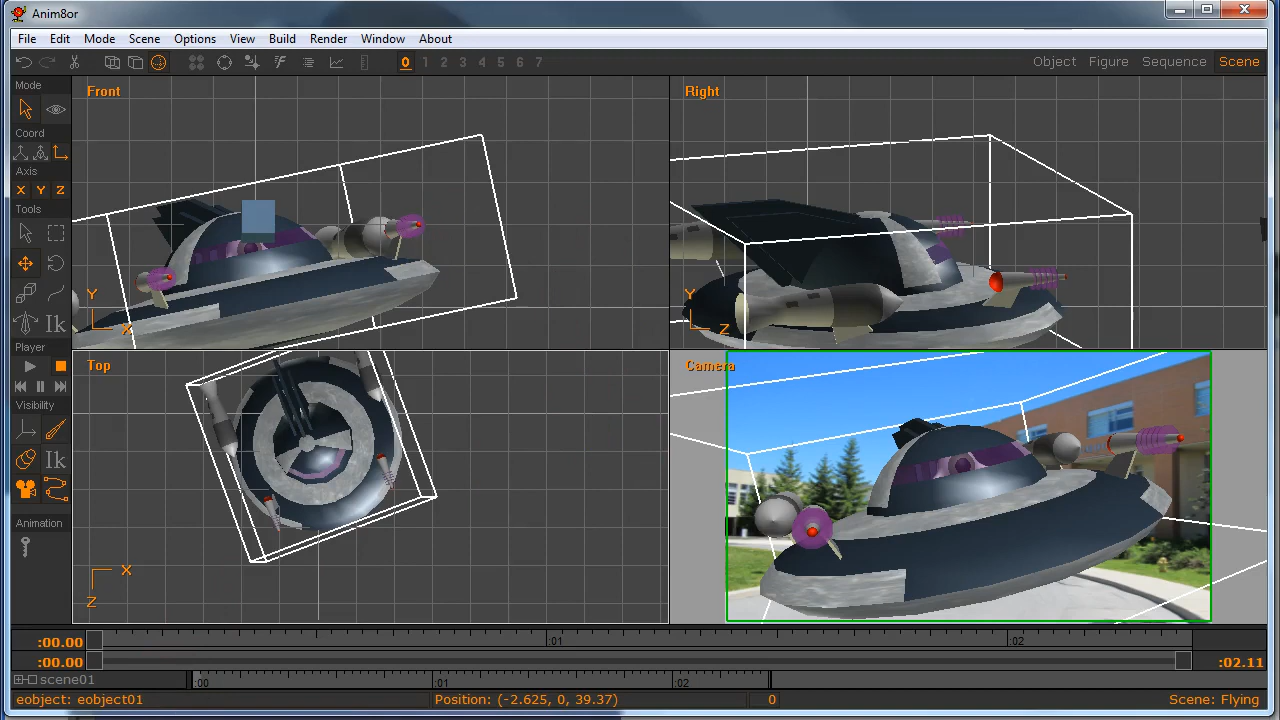 Anim8or
File Edit Mode Scene Options View Build Render Window About
0 1 2 3 4 5 6 7 Object Figure Sequence Scene
Mode
Coord
Axis
X Y Z
Tools
Ik
Player
Visibility
Ik
Animation
Front
Y
X
Right
Y
Z
Top
X
Z
Camera
:00.00 :01 :02
:00.00 :02.11
scene01 :00 :01 :02
eobject: eobject01 Position: (-2.625, 0, 39.37) 0 Scene: Flying